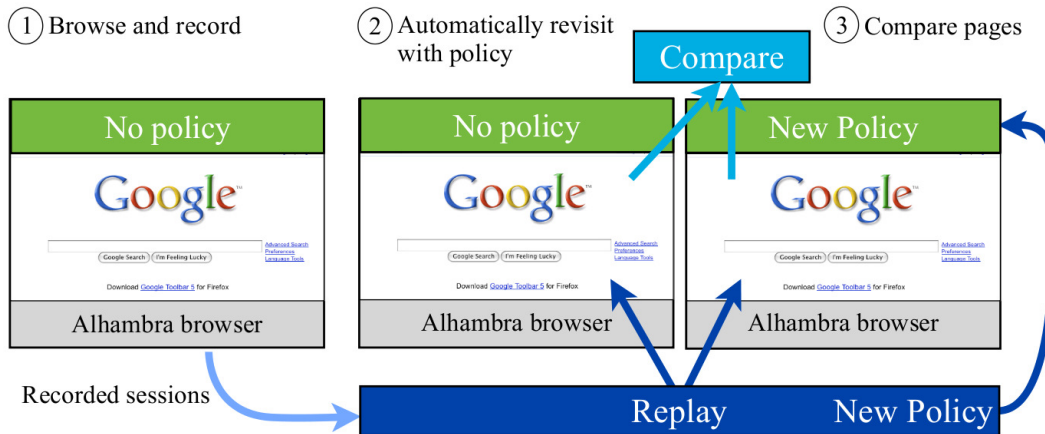 1 Browse and record
2 Automatically revisit
with policy
3 Compare pages
Compare
No policy
Google™
Advanced Search
Preferences
Language Tools
Google Search I'm Feeling Lucky
Download Google Toolbar 5 for Firefox
Alhambra browser
No policy
Google™
Advanced Search
Preferences
Language Tools
Google Search I'm Feeling Lucky
Download Google Toolbar 5 for Firefox
Alhambra browser
New Policy
Google™
Advanced Search
Preferences
Language Tools
Google Search I'm Feeling Lucky
Download Google Toolbar 5 for Firefox
Alhambra browser
Recorded sessions
Replay
New Policy